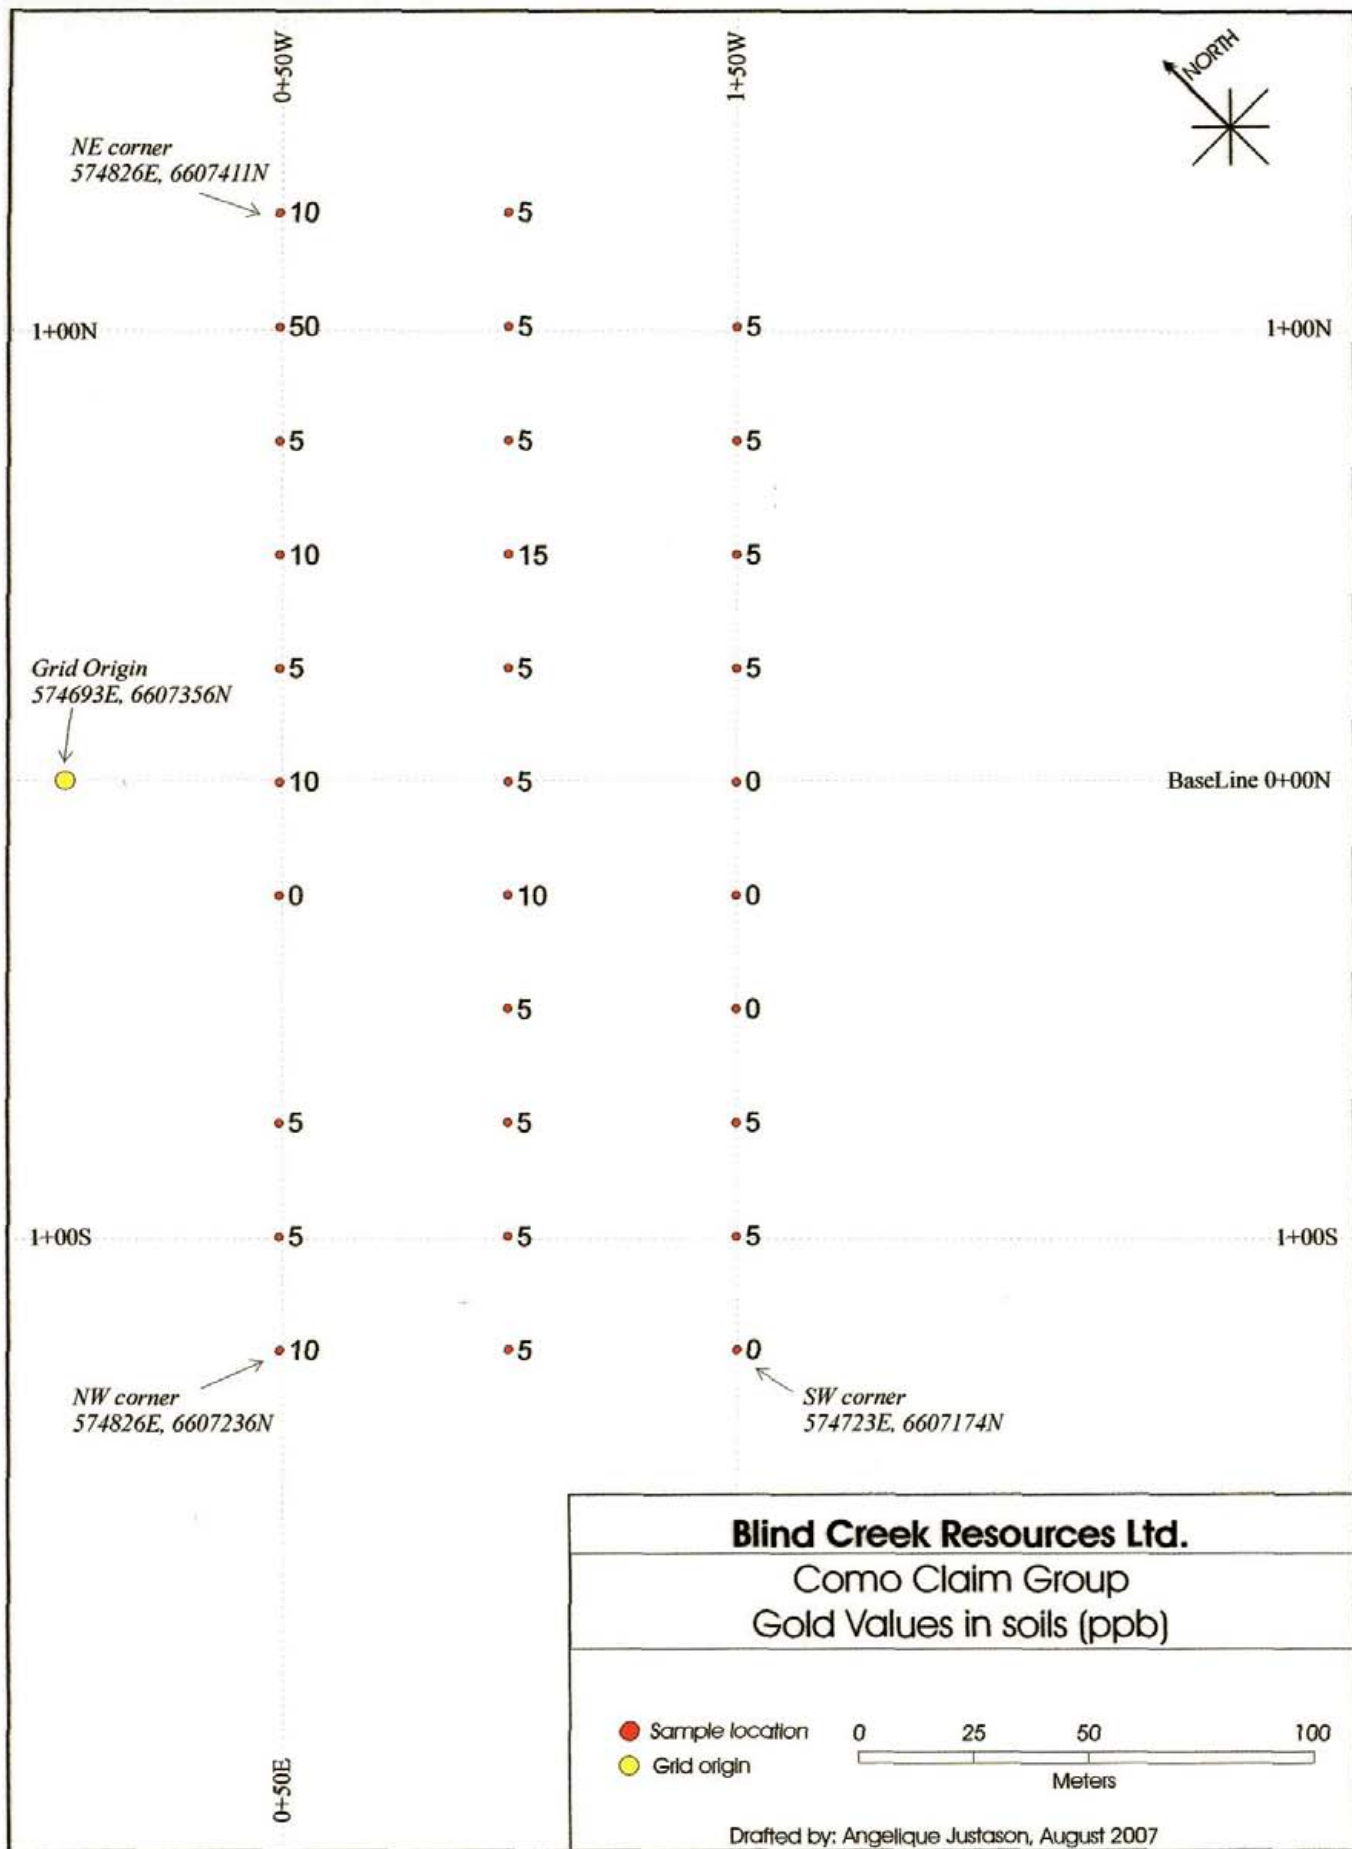 0+50W
1+50W
NORTH
NE corner
574826E, 6607411N
10 5
1+00N 50 5 5 1+00N
5 5 5
10 15 5
5 5 5
Grid Origin
574693E, 6607356N
10 5 0 BaseLine 0+00N
0 10 0
5 0
5 5 5
1+00S 5 5 5 1+00S
10 5 0
NW corner
574826E, 6607236N
SW corner
574723E, 6607174N
Blind Creek Resources Ltd.
Como Claim Group
Gold Values in soils (ppb)
Sample location
Grid origin
0 25 50 100
Meters
0+50E
Drafted by: Angelique Justason, August 2007